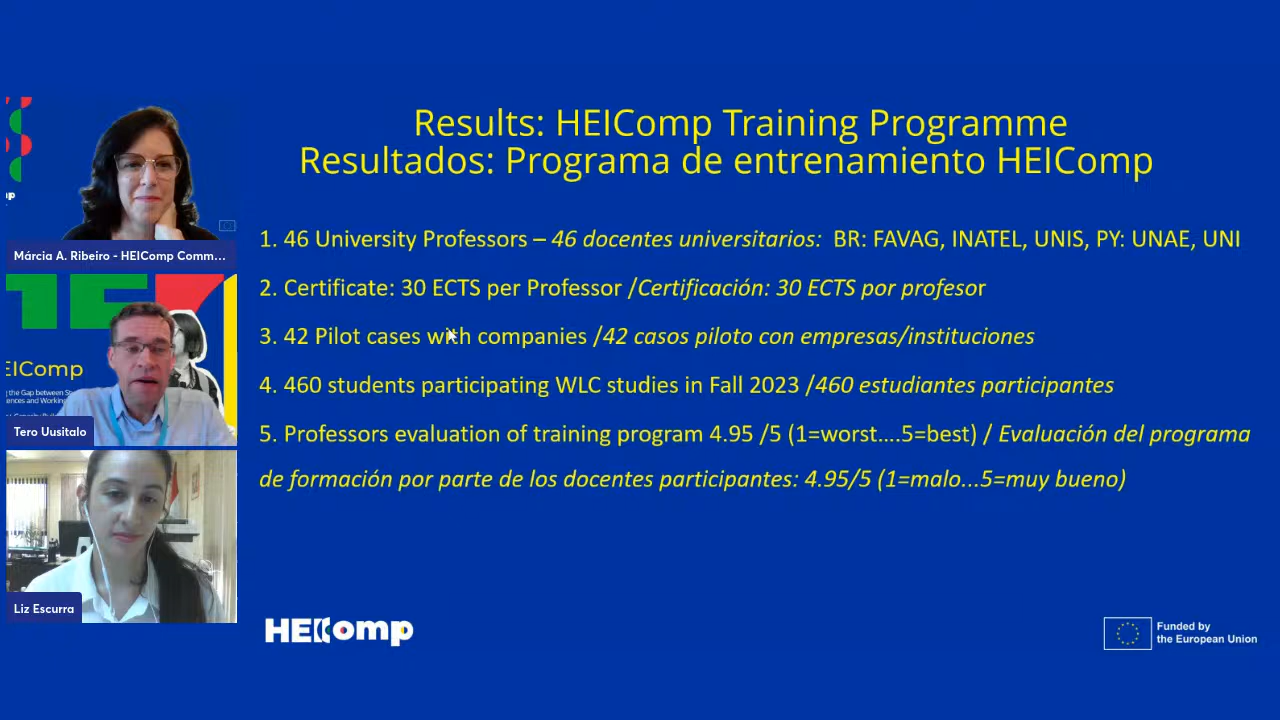 Results: HEIComp Training Programme
Resultados: Programa de entrenamiento HEIComp
1. 46 University Professors – 46 docentes universitarios: BR: FAVAG, INATEL, UNIS, PY: UNAE, UNI
2. Certificate: 30 ECTS per Professor /Certificación: 30 ECTS por profesor
3. 42 Pilot cases with companies /42 casos piloto con empresas/instituciones
4. 460 students participating WLC studies in Fall 2023 /460 estudiantes participantes
5. Professors evaluation of training program 4.95 /5 (1=worst....5=best) / Evaluación del programa
de formación por parte de los docentes participantes: 4.95/5 (1=malo...5=muy bueno)
Márcia A. Ribeiro - HEIComp Comm...
EIComp
Tero Uusitalo
Liz Escurra
HEIComp
Funded by
the European Union